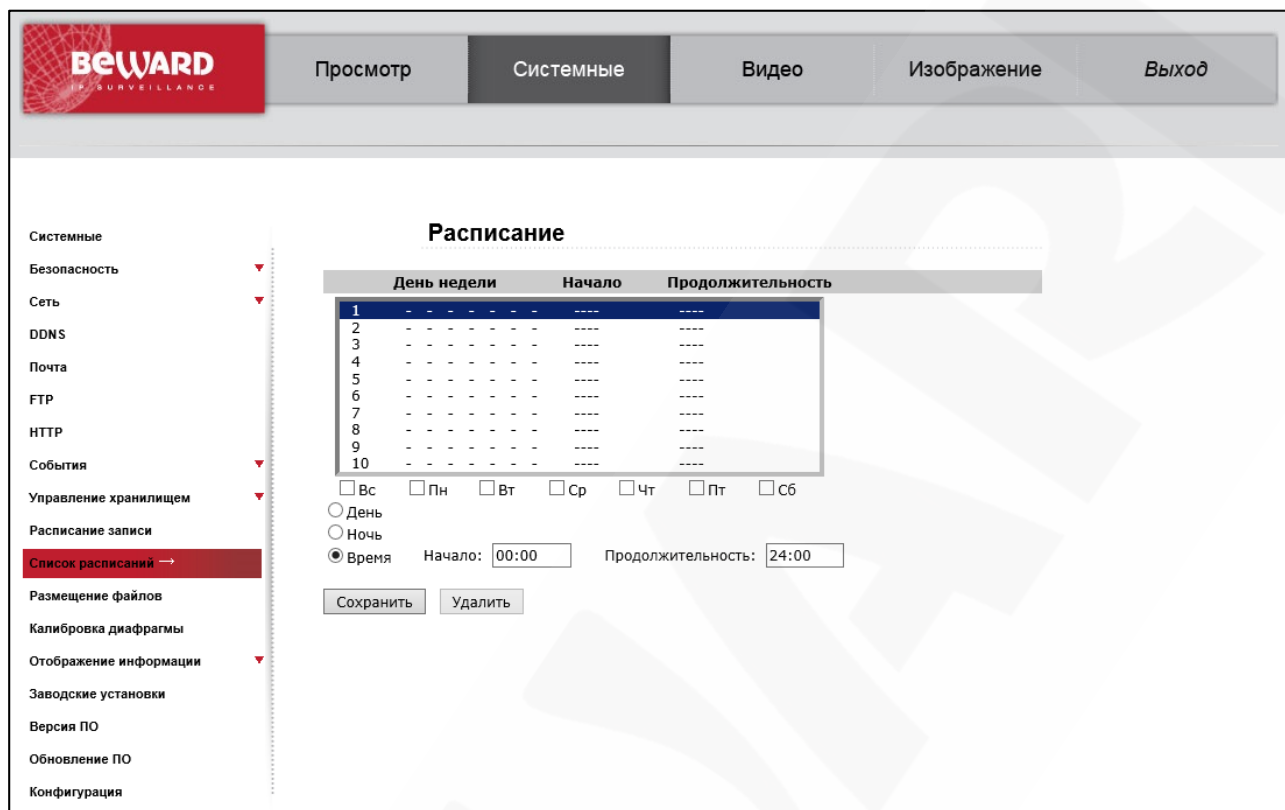 BEWARD
IP SURVEILLANCE
Просмотр Системные Видео Изображение Выход
Системные
Безопасность
Сеть
DDNS
Почта
FTP
HTTP
События
Управление хранилищем
Расписание записи
Список расписаний →
Размещение файлов
Калибровка диафрагмы
Отображение информации
Заводские установки
Версия ПО
Обновление ПО
Конфигурация
Расписание
День недели Начало Продолжительность
1 - - - - - - - ---- ----
2 - - - - - - - ---- ----
3 - - - - - - - ---- ----
4 - - - - - - - ---- ----
5 - - - - - - - ---- ----
6 - - - - - - - ---- ----
7 - - - - - - - ---- ----
8 - - - - - - - ---- ----
9 - - - - - - - ---- ----
10 - - - - - - - ---- ----
Вс Пн Вт Ср Чт Пт Сб
День
Ночь
Время Начало: 00:00 Продолжительность: 24:00
Сохранить Удалить